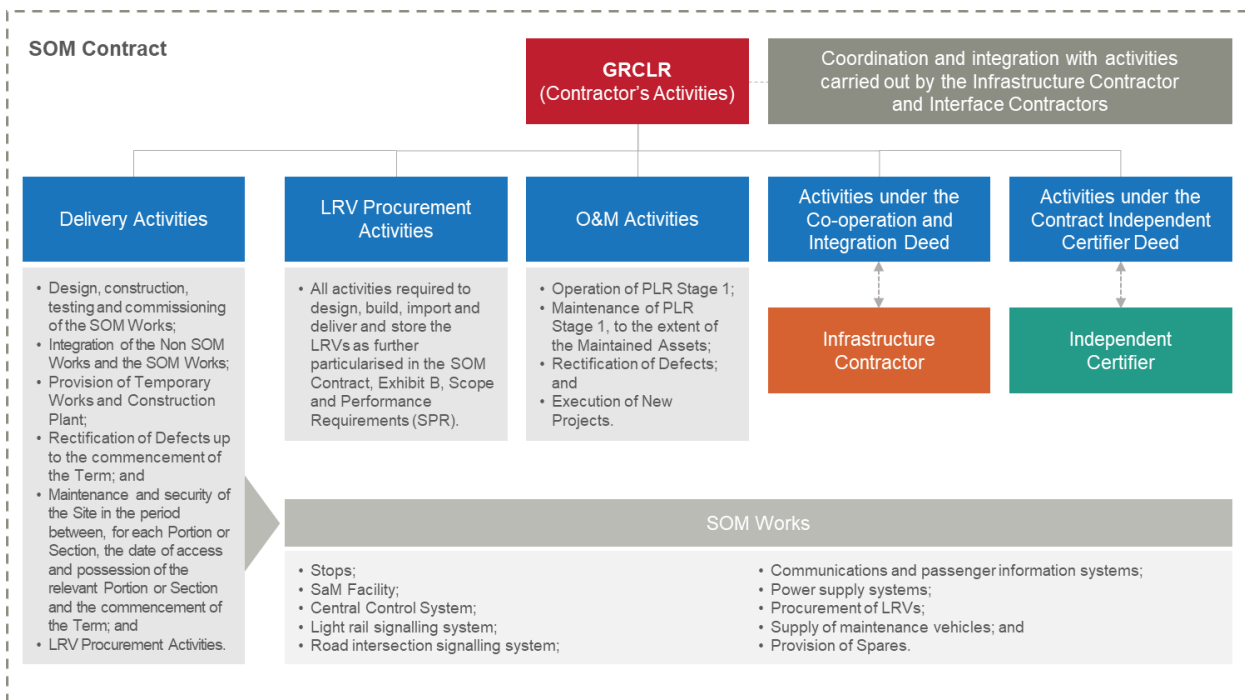 SOM Contract
GRCLR
(Contractor's Activities)
Coordination and integration with activities
carried out by the Infrastructure Contractor
and Interface Contractors
Delivery Activities
LRV Procurement
Activities
O&M Activities
Activities under the
Co-operation and
Integration Deed
Activities under the
Contract Independent
Certifier Deed
• Design, construction,
testing and commissioning
of the SOM Works;
• Integration of the Non SOM
Works and the SOM Works;
• Provision of Temporary
Works and Construction
Plant;
• Rectification of Defects up
to the commencement of
the Term; and
• Maintenance and security of
the Site in the period
between, for each Portion or
Section, the date of access
and possession of the
relevant Portion or Section
and the commencement of
the Term; and
• LRV Procurement Activities.
• All activities required to
design, build, import and
deliver and store the
LRVs as further
particularised in the SOM
Contract, Exhibit B, Scope
and Performance
Requirements (SPR).
• Operation of PLR Stage 1;
• Maintenance of PLR
Stage 1, to the extent of
the Maintained Assets;
• Rectification of Defects;
and
• Execution of New
Projects.
Infrastructure
Contractor
Independent
Certifier
SOM Works
• Stops;
• SaM Facility;
• Central Control System;
• Light rail signalling system;
• Road intersection signalling system;
• Communications and passenger information systems;
• Power supply systems;
• Procurement of LRVs;
• Supply of maintenance vehicles; and
• Provision of Spares.